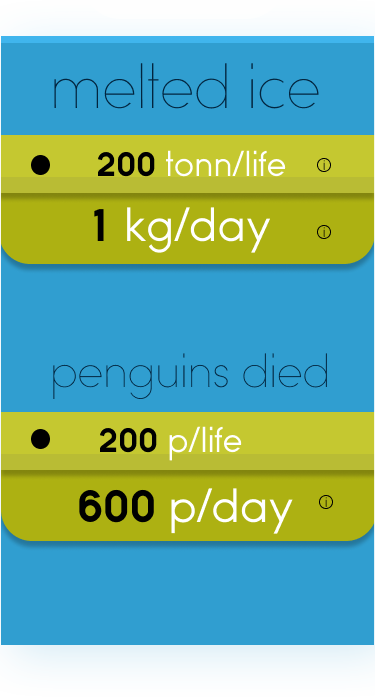 melted ice
200 tonn/life
1 kg/day
penguins died
200 p/life
600 p/day